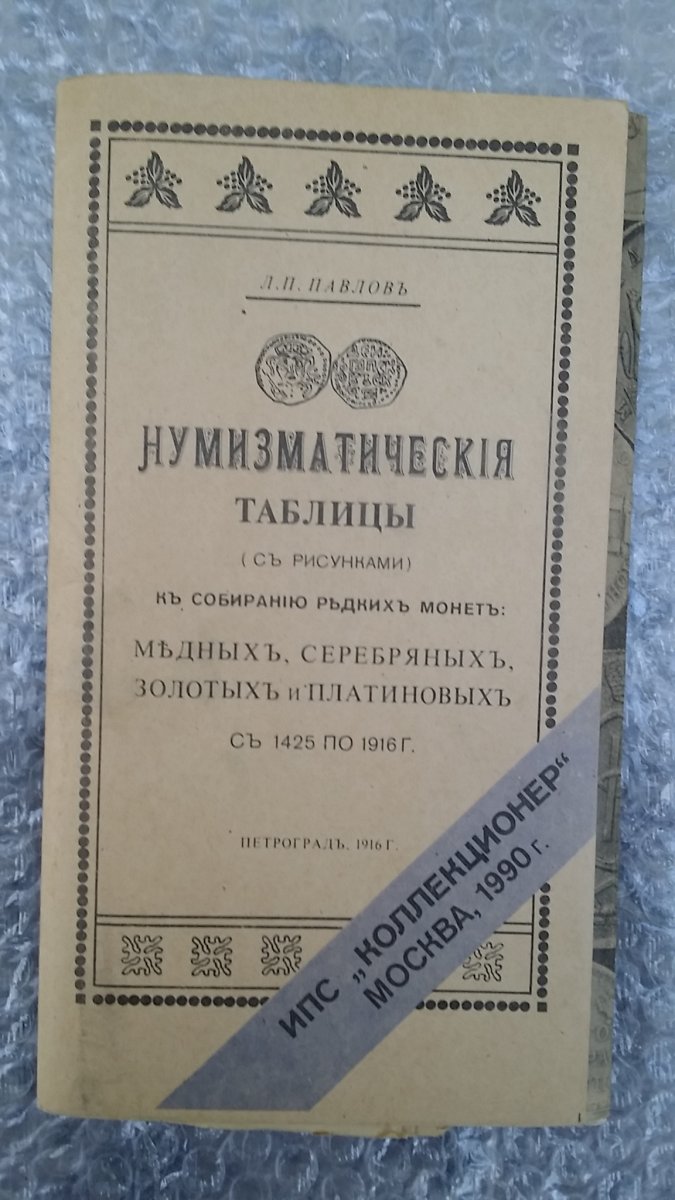 Л.П. ПАВЛОВЪ
НУМИЗМАТИЧЕСКІЯ
ТАБЛИЦЫ
(СЪ РИСУНКАМИ)
КЪ СОБИРАНІЮ РѢДКИХЪ МОНЕТЪ:
МѢДНЫХЪ, СЕРЕБРЯНЫХЪ,
ЗОЛОТЫХЪ и ПЛАТИНОВЫХЪ
СЪ 1425 ПО 1916 Г.
ПЕТРОГРАДЪ. 1916 Г.
ИПС „КОЛЛЕКЦИОНЕР“
МОСКВА, 1990 г.